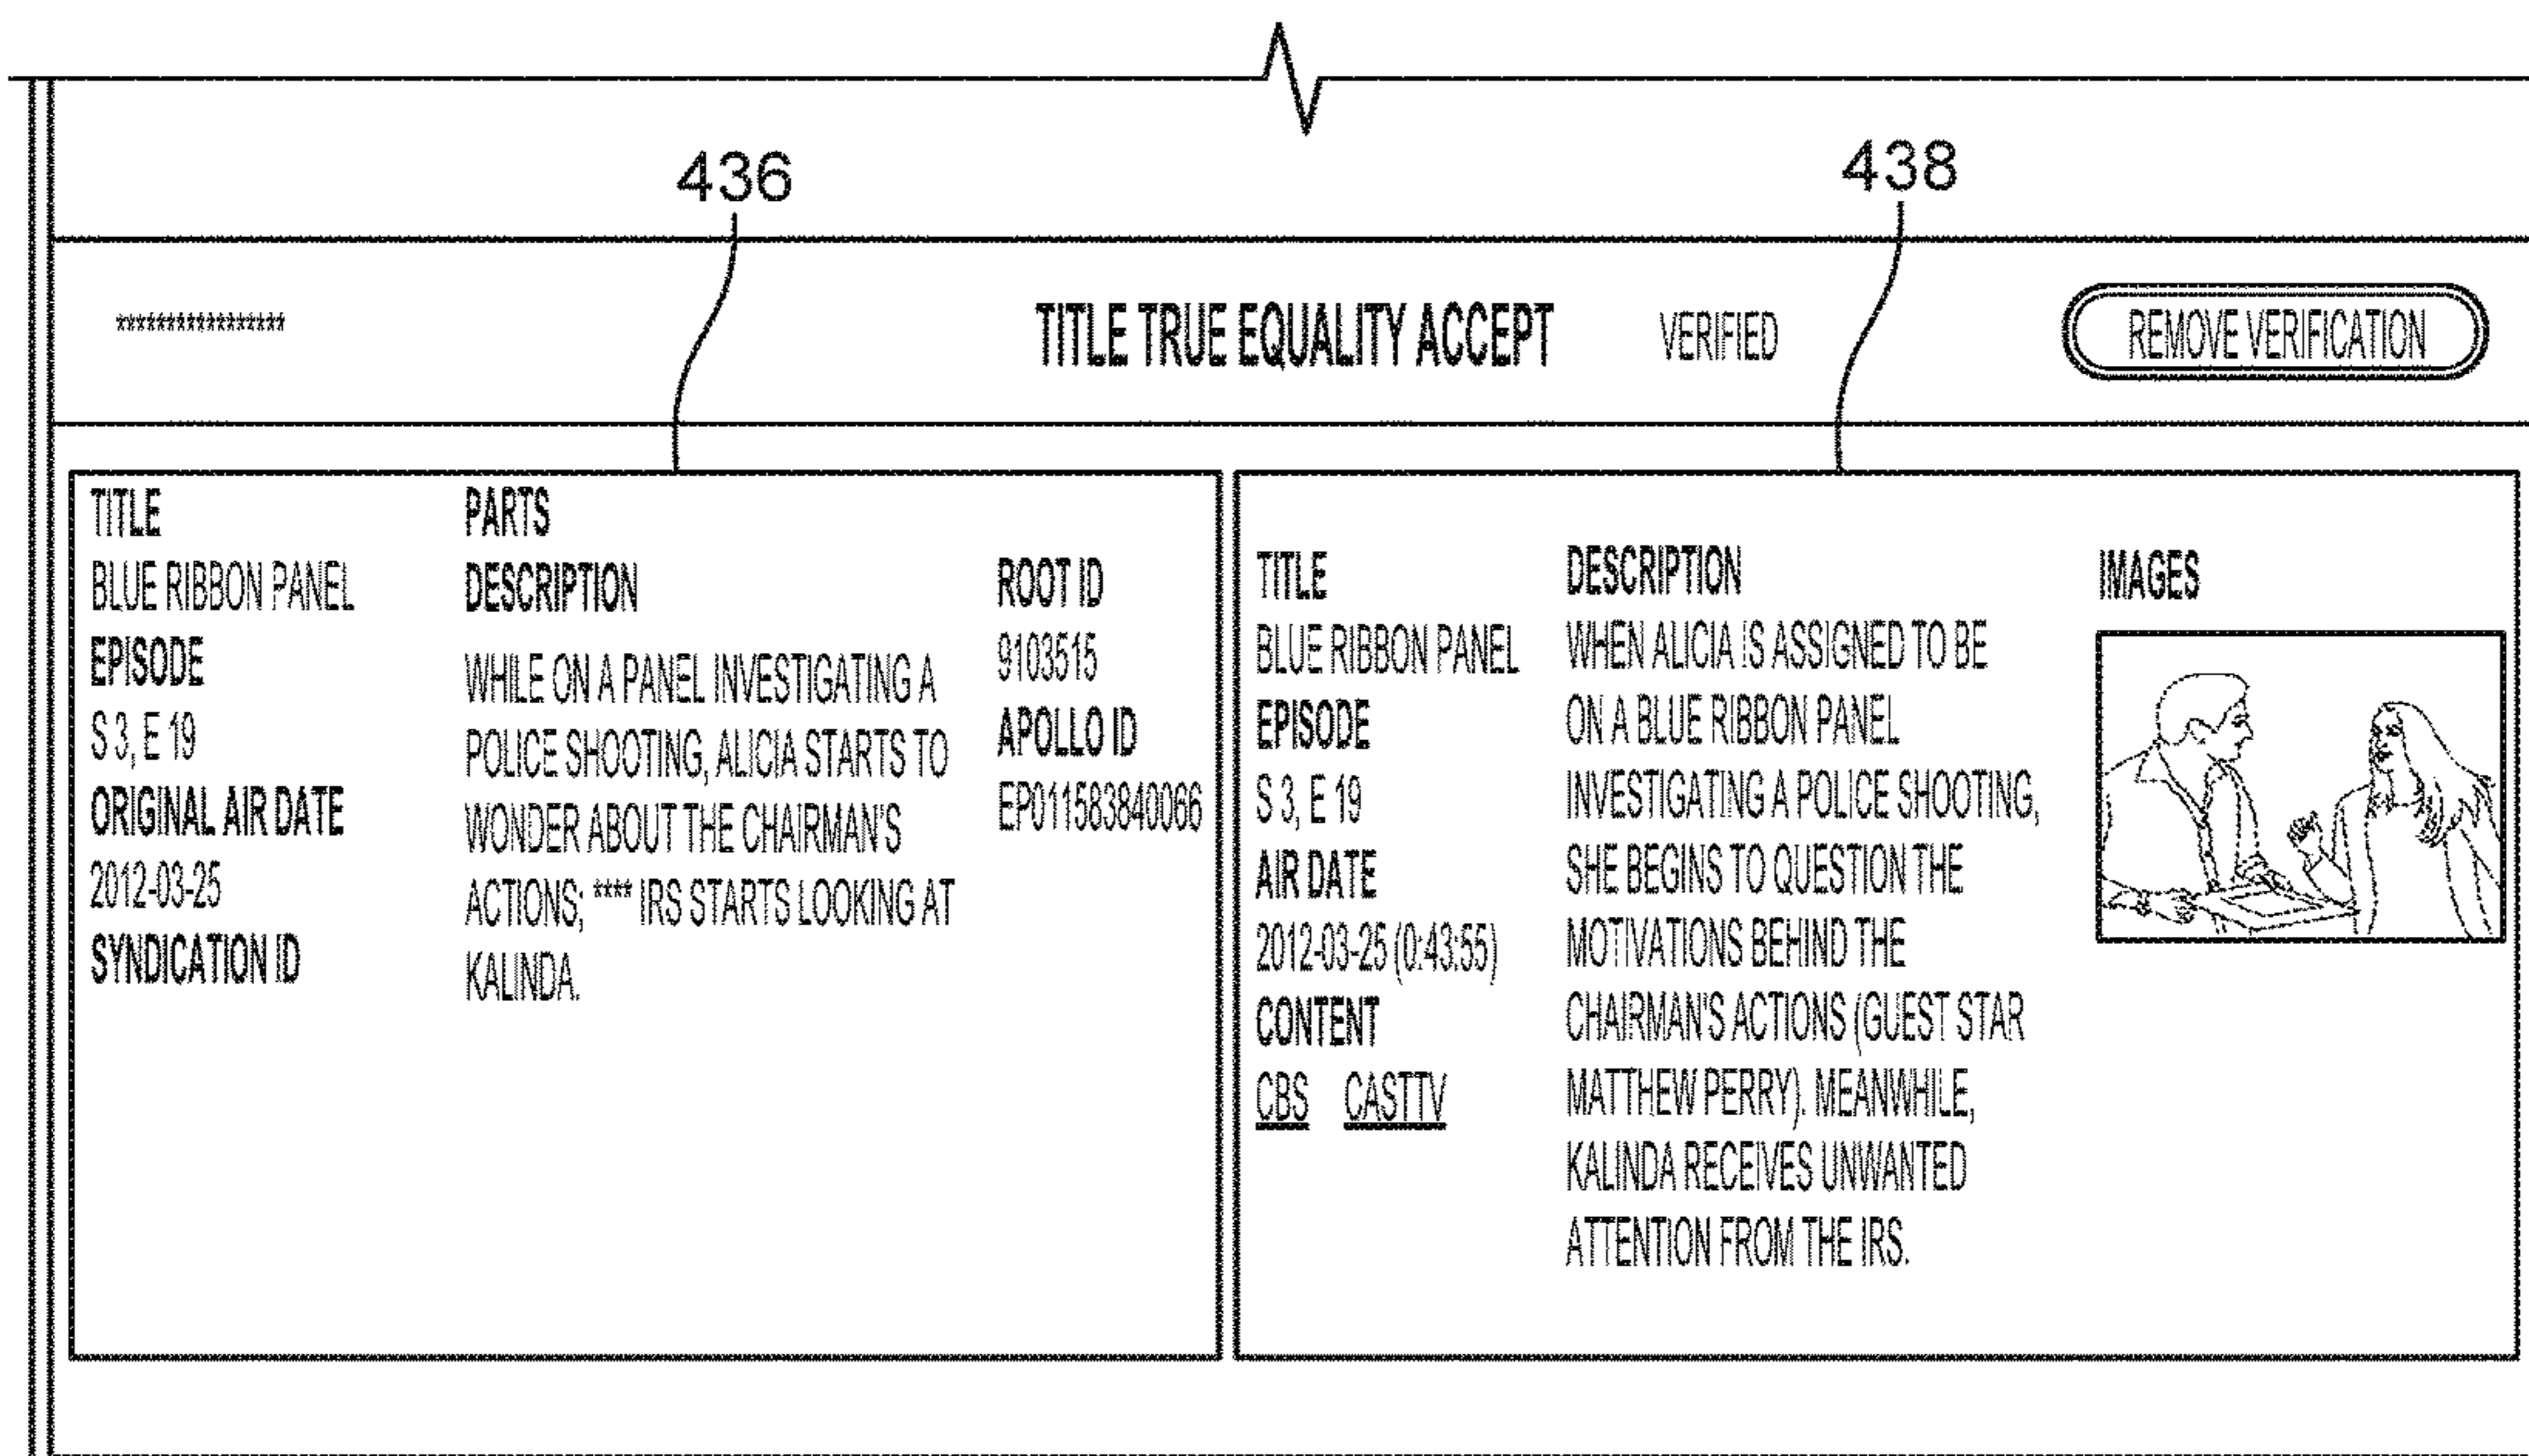 436
438
*****************
TITLE TRUE EQUALITY ACCEPT
VERIFIED
REMOVE VERIFICATION
TITLE
BLUE RIBBON PANEL
EPISODE
S 3, E 19
ORIGINAL AIR DATE
2012-03-25
SYNDICATION ID
PARTS
DESCRIPTION
WHILE ON A PANEL INVESTIGATING A
POLICE SHOOTING, ALICIA STARTS TO
WONDER ABOUT THE CHAIRMAN'S
ACTIONS; **** IRS STARTS LOOKING AT
KALINDA.
ROOT ID
9103515
APOLLO ID
EP011583840066
TITLE
BLUE RIBBON PANEL
EPISODE
S 3, E 19
AIR DATE
2012-03-25 (0:43:55)
CONTENT
CBS CASTTV
DESCRIPTION
WHEN ALICIA IS ASSIGNED TO BE
ON A BLUE RIBBON PANEL
INVESTIGATING A POLICE SHOOTING,
SHE BEGINS TO QUESTION THE
MOTIVATIONS BEHIND THE
CHAIRMAN'S ACTIONS (GUEST STAR
MATTHEW PERRY). MEANWHILE,
KALINDA RECEIVES UNWANTED
ATTENTION FROM THE IRS.
IMAGES